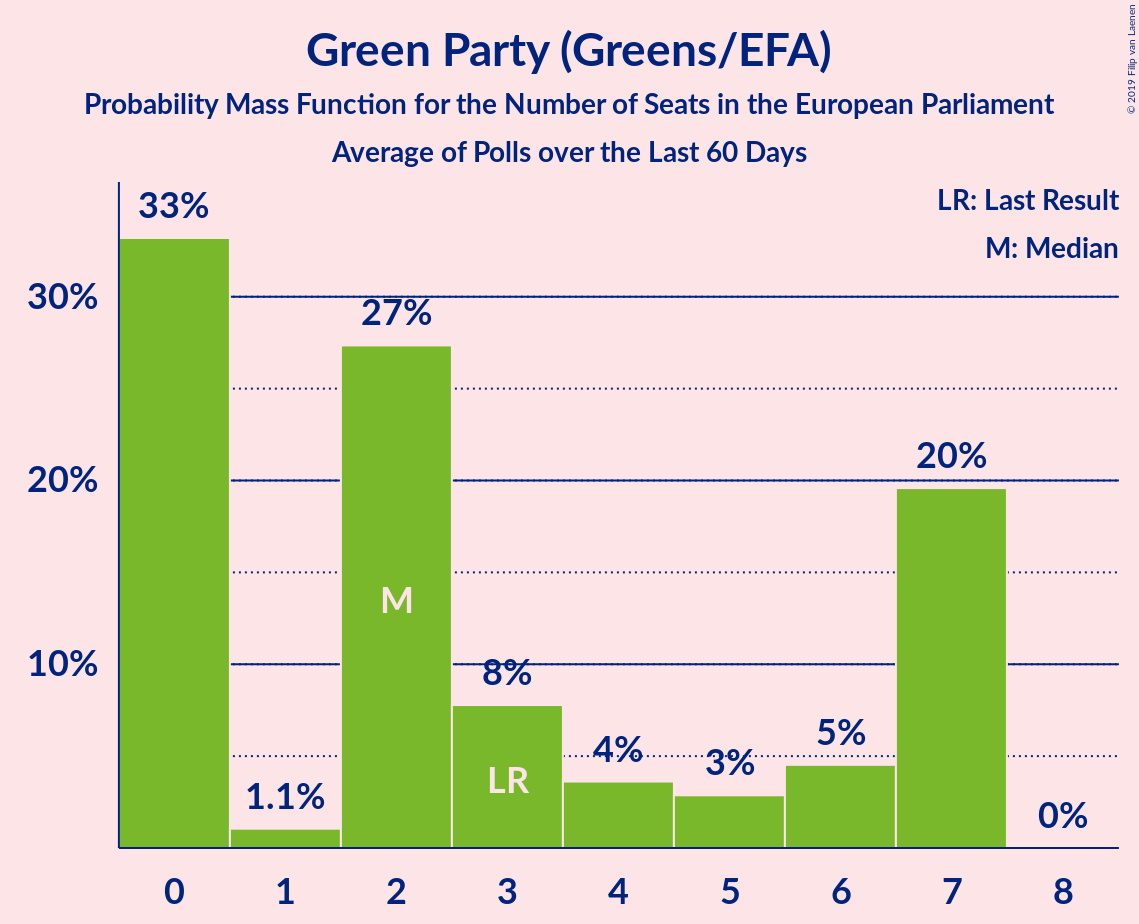 Green Party (Greens/EFA)
Probability Mass Function for the Number of Seats in the European Parliament
Average of Polls over the Last 60 Days
© 2019 Filip van Laenen
LR: Last Result
M: Median
33%
30%
27%
20%
20%
M
10%
8%
5%
4%
3%
LR
1.1%
0%
0 1 2 3 4 5 6 7 8